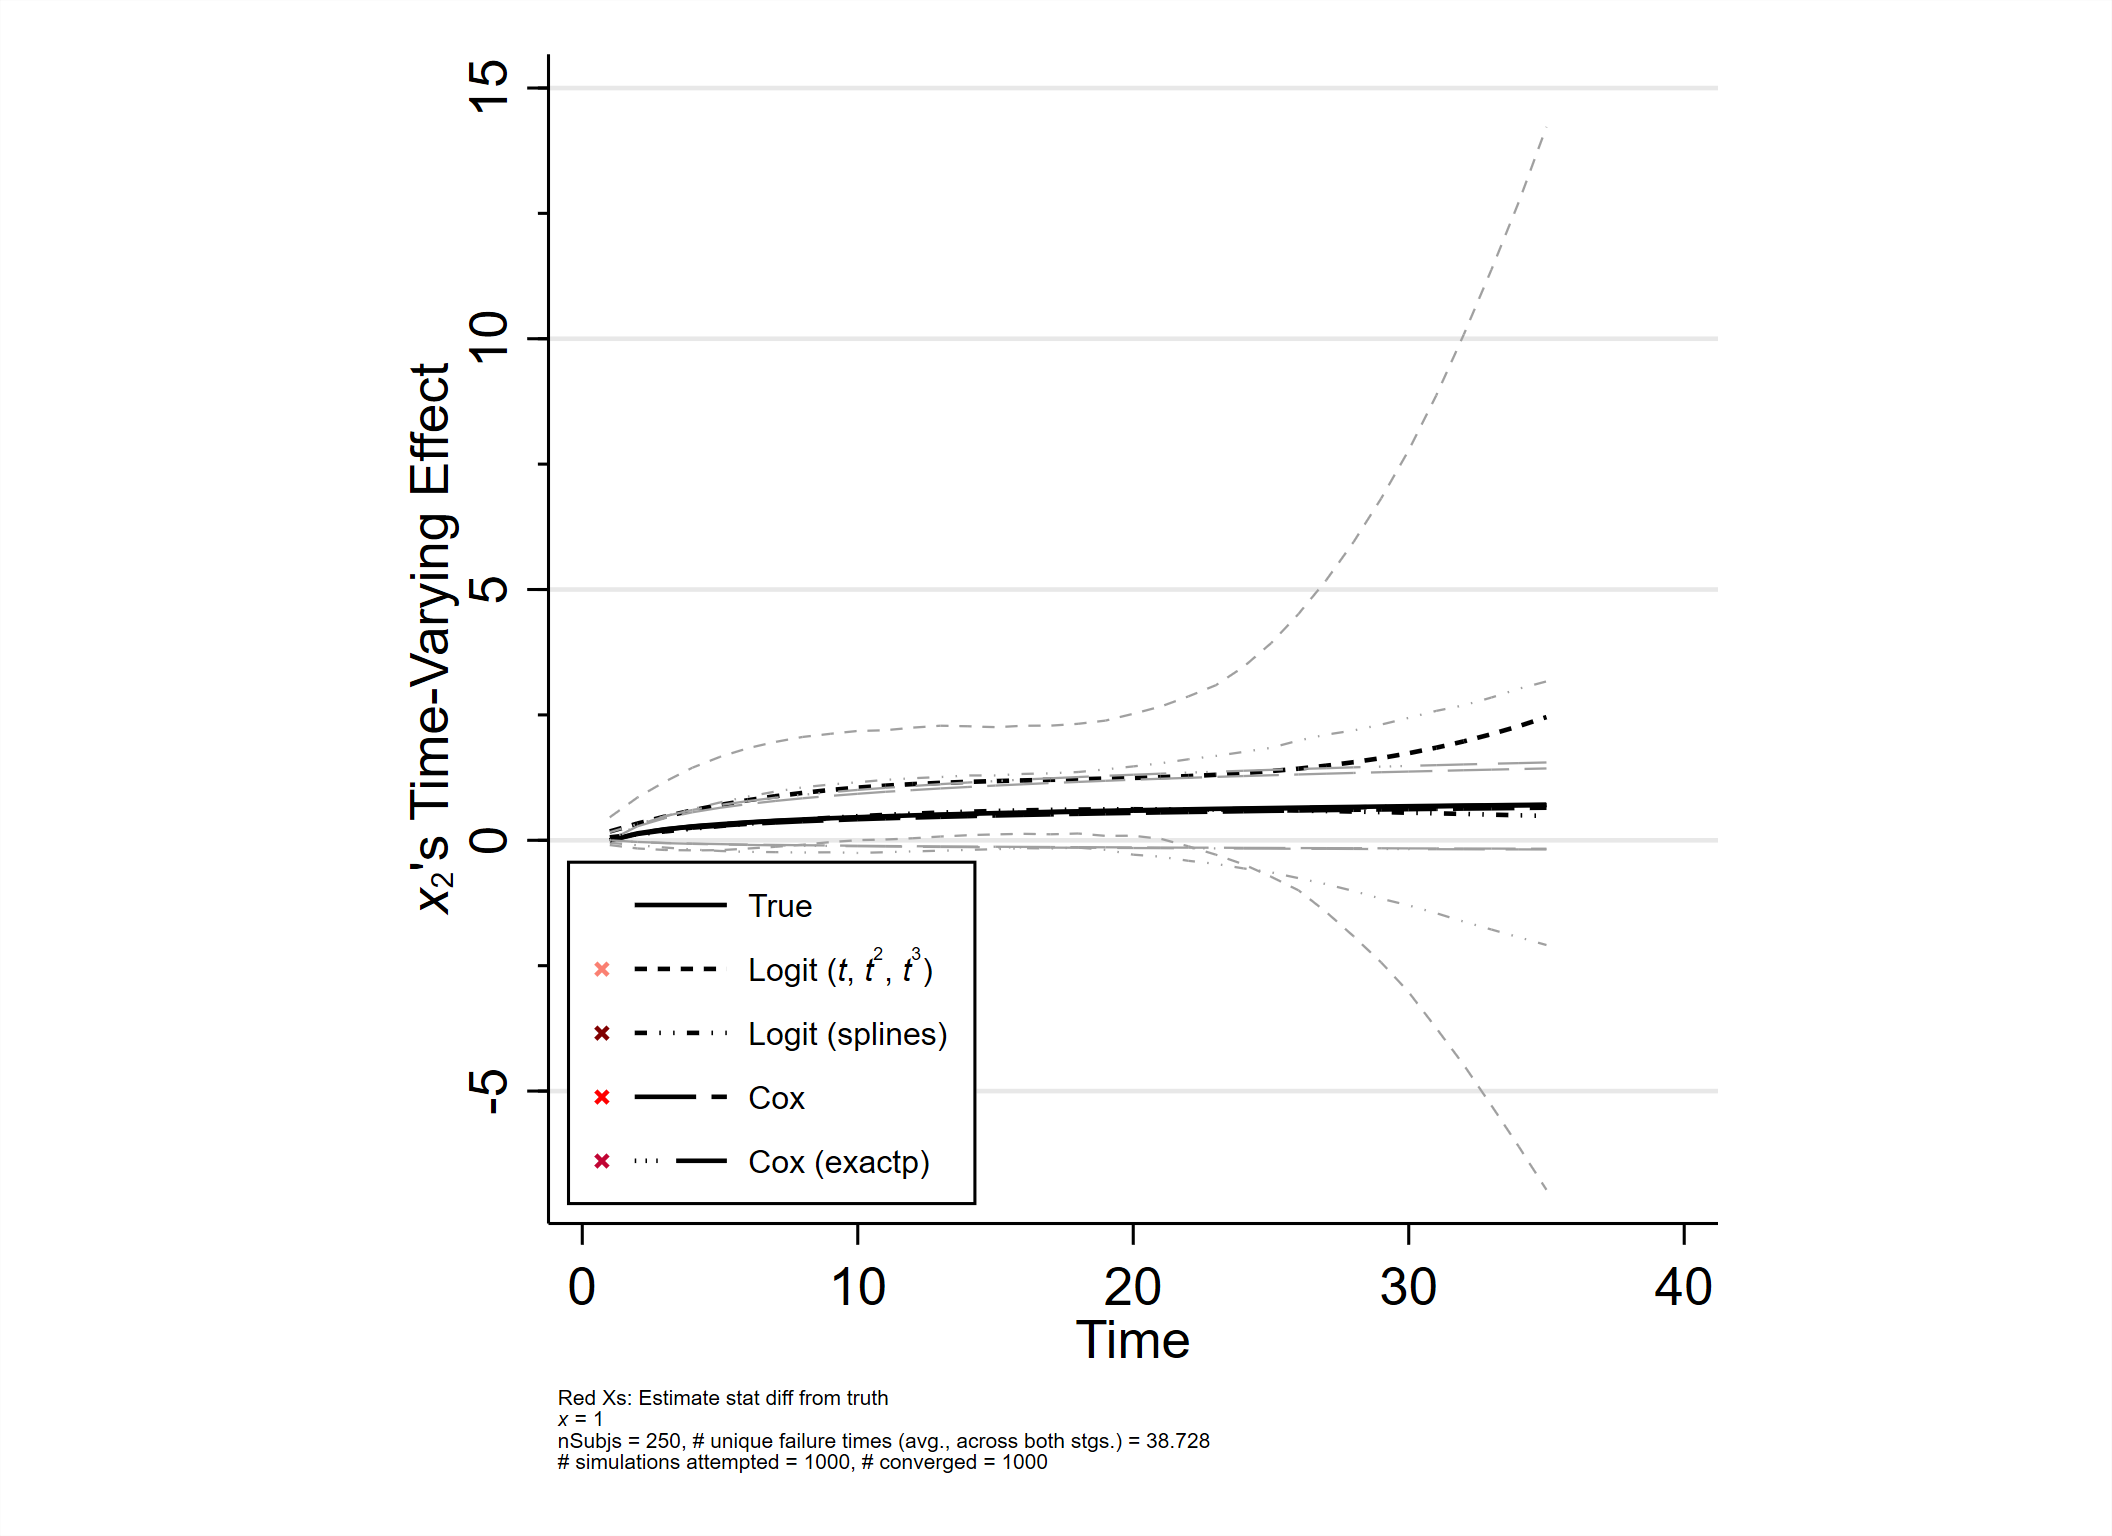 15
10
5
0
-5
x₂'s Time-Varying Effect
True
Logit (t, t², t³)
Logit (splines)
Cox
Cox (exactp)
0 10 20 30 40
Time
Red Xs: Estimate stat diff from truth
x = 1
nSubjs = 250, # unique failure times (avg., across both stgs.) = 38.728
# simulations attempted = 1000, # converged = 1000